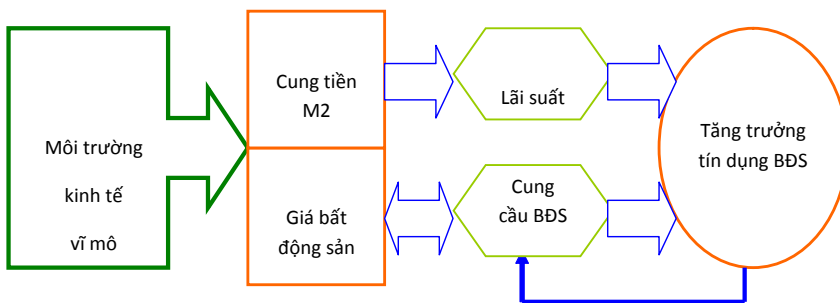 Môi trường
kinh tế
vĩ mô
Cung tiền
M2
Giá bất
động sản
Lãi suất
Cung
cầu BĐS
Tăng trưởng
tín dụng BĐS